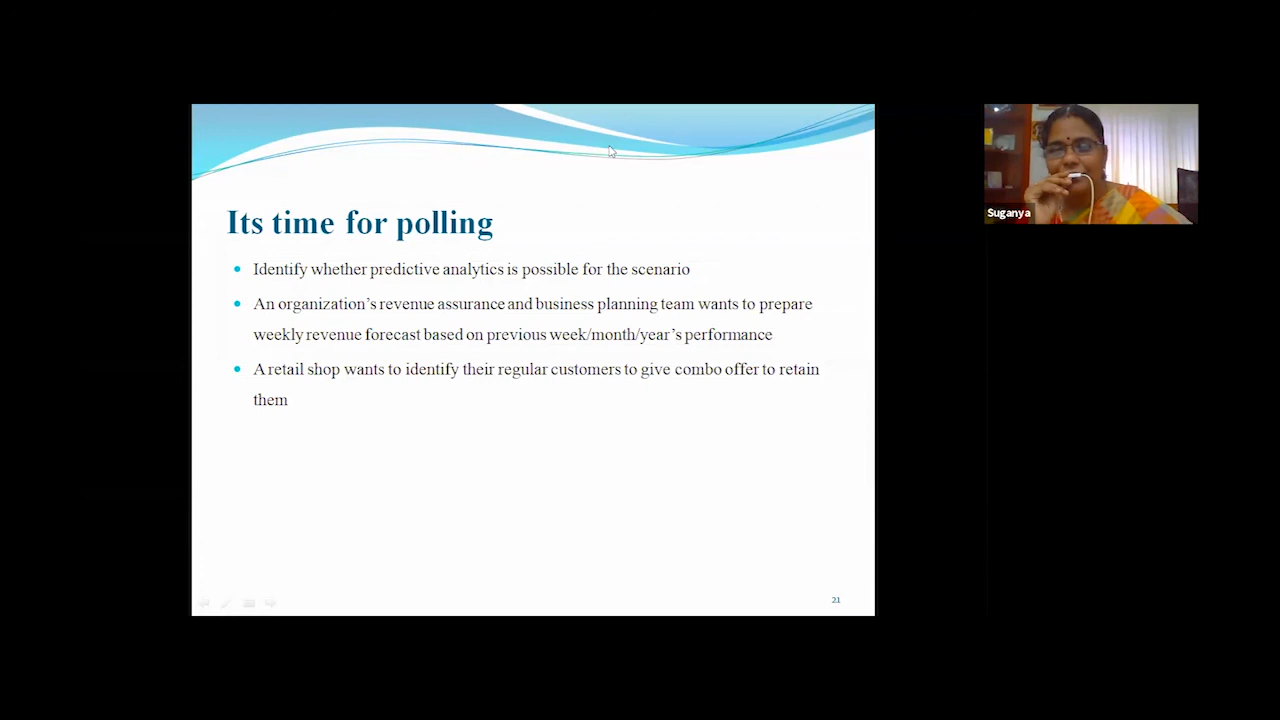 Its time for polling
Identify whether predictive analytics is possible for the scenario
An organization's revenue assurance and business planning team wants to prepare
weekly revenue forecast based on previous week/month/year's performance
A retail shop wants to identify their regular customers to give combo offer to retain
them
21
Suganya